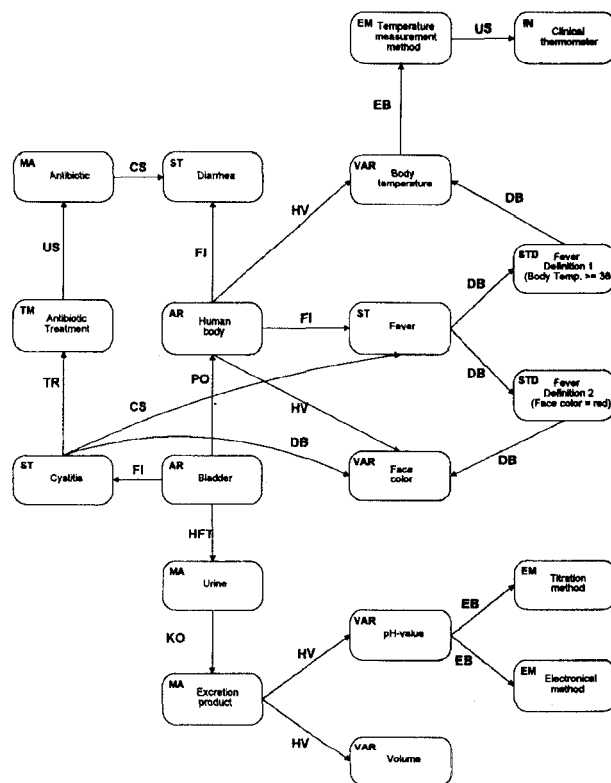 EM Temperature
measurement
method
US
IN Clinical
thermometer
EB
MA Antibiotic
CS
ST Diarrhea
VAR Body
temperature
HV
DB
US
FI
STD Fever
Definition 1
(Body Temp. >= 38
TM Antibiotic
Treatment
AR Human
body
FI
ST Fever
DB
DB
TR
PO
CS
HV
STD Fever
Definition 2
(Face color = red)
DB
DB
ST Cystitis
FI
AR Bladder
VAR Face
color
HFT
MA Urine
EM Titration
method
KO
VAR pH-value
EB
EB
HV
MA Excretion
product
EM Electronical
method
HV
VAR Volume